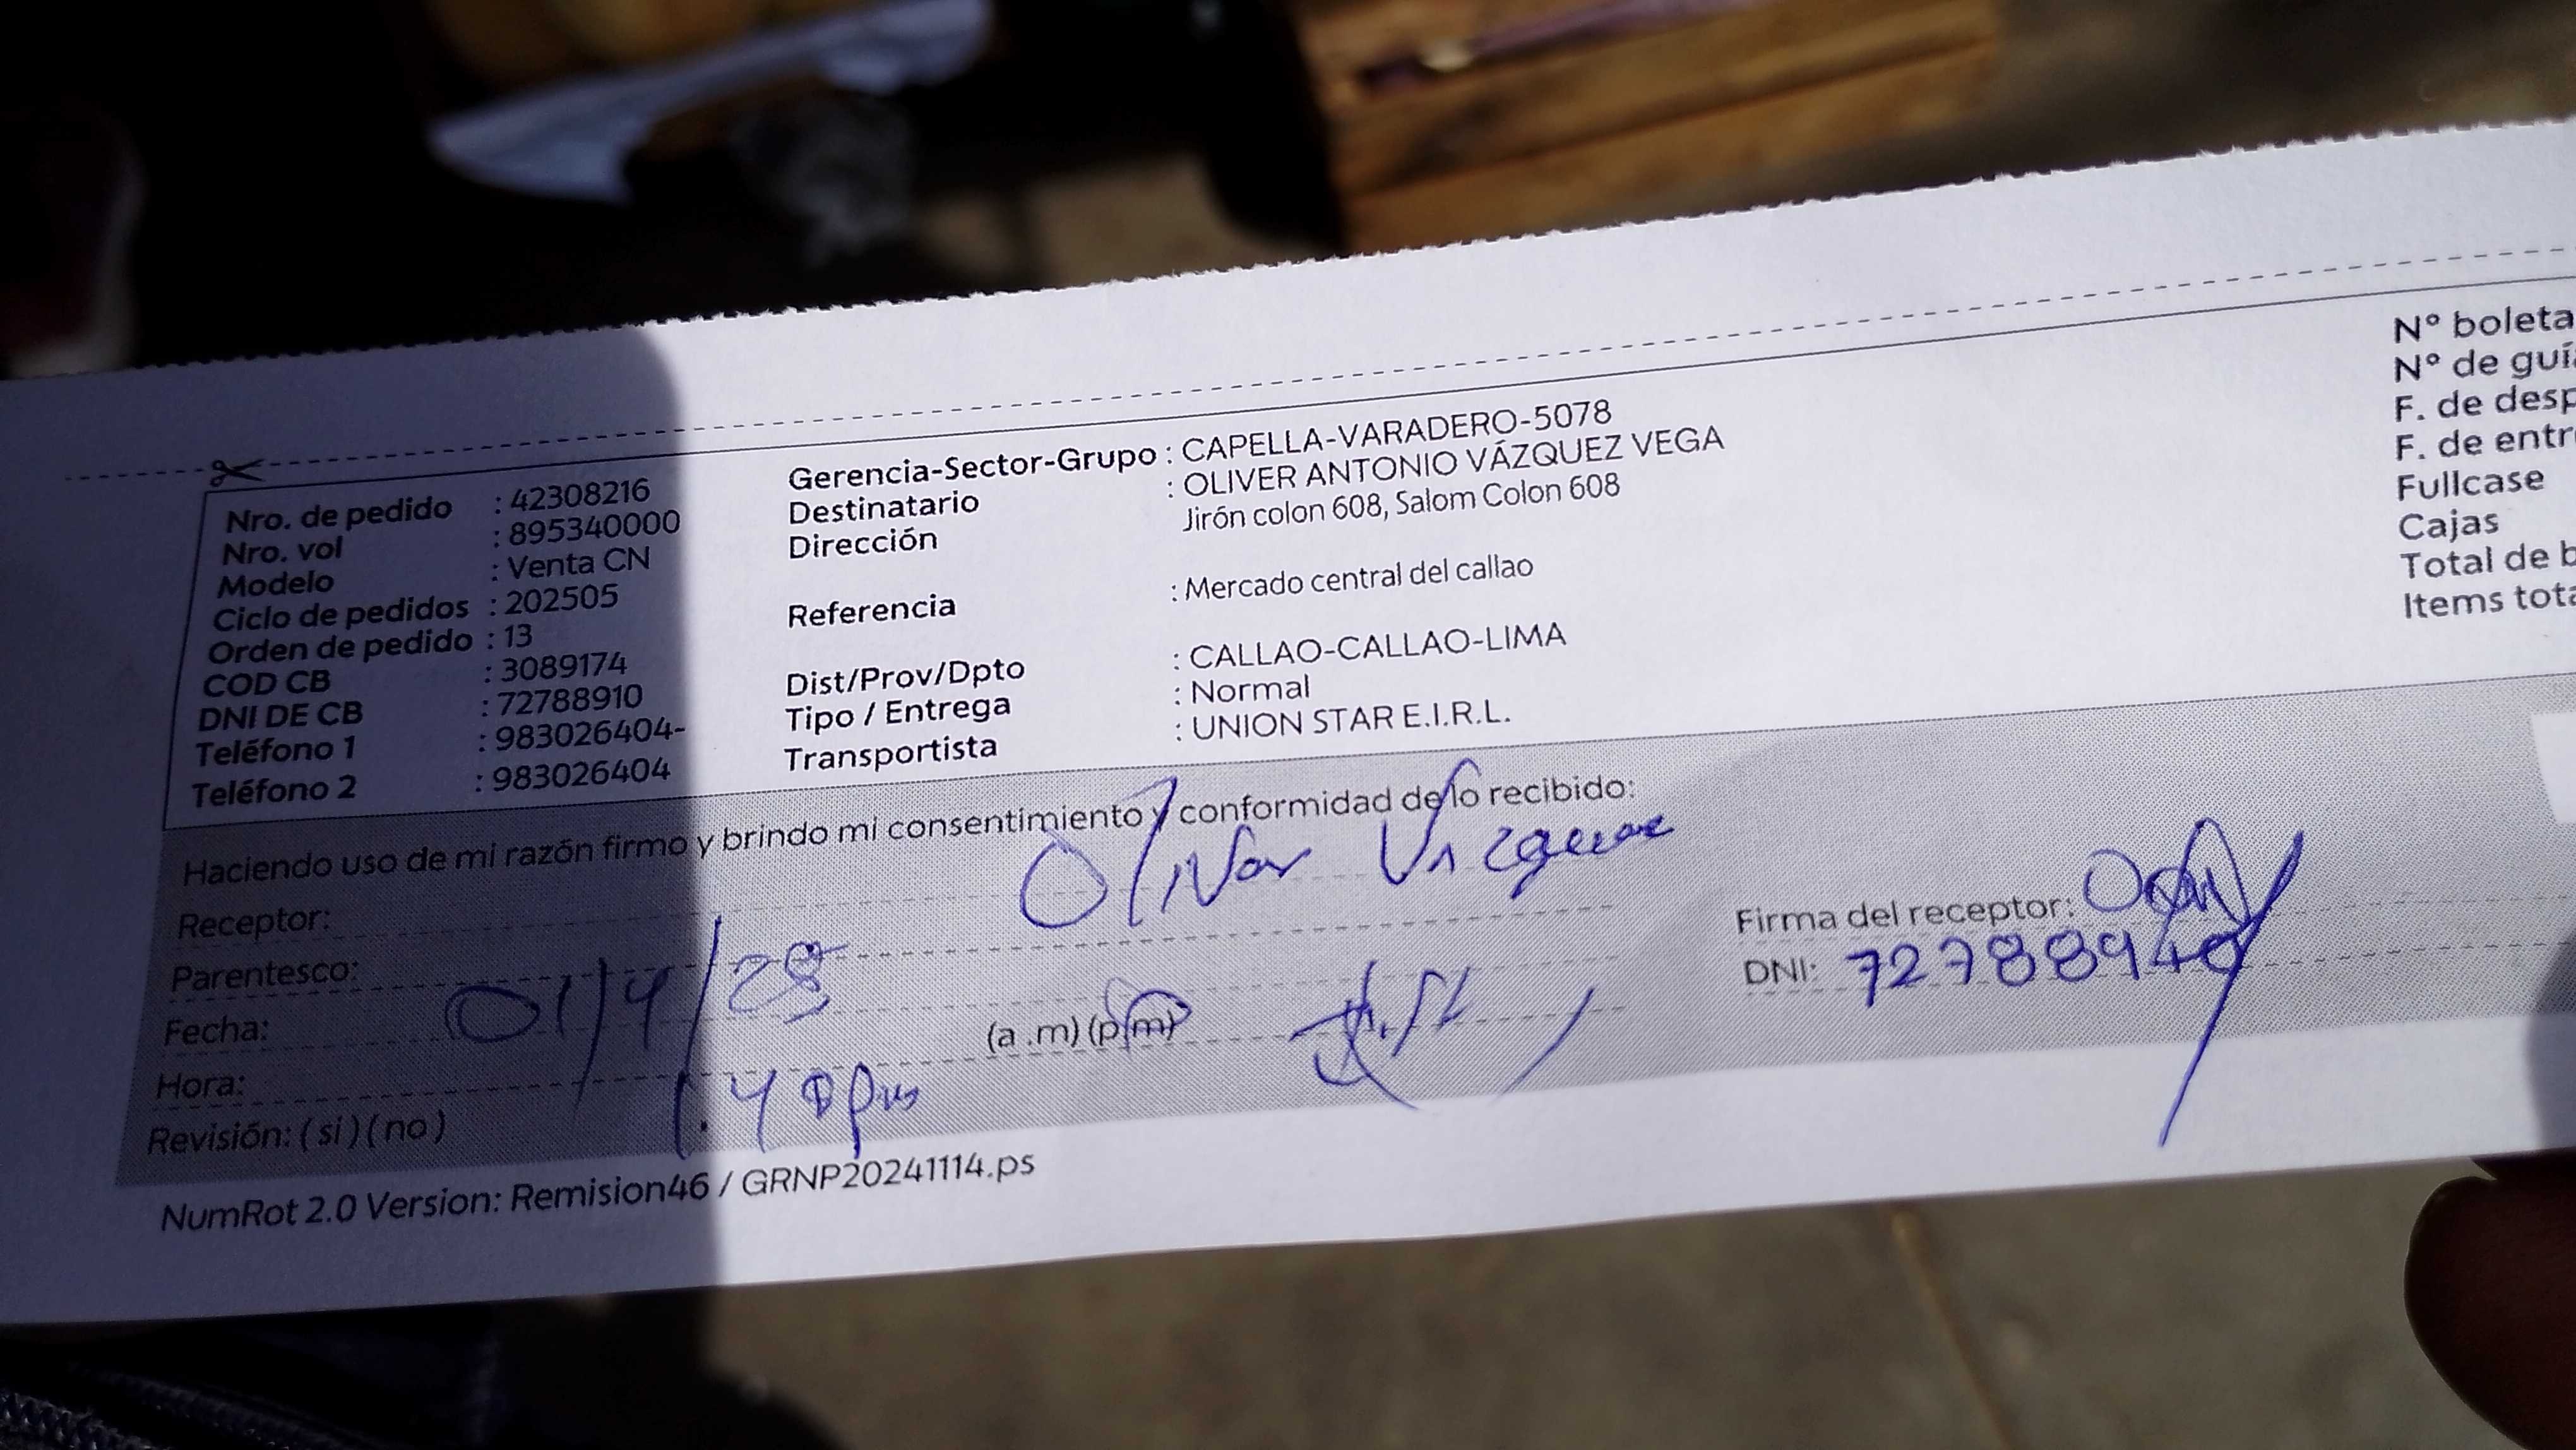 Nro. de pedido : 42308216
Nro. vol : 895340000
Modelo : Venta CN
Ciclo de pedidos : 202505
Orden de pedido : 13
COD CB : 3089174
DNI DE CB : 72788910
Teléfono 1 : 983026404-
Teléfono 2 : 983026404
Gerencia-Sector-Grupo : CAPELLA-VARADERO-5078
Destinatario : OLIVER ANTONIO VÁZQUEZ VEGA
Dirección Jirón colon 608, Salom Colon 608
Referencia : Mercado central del callao
Dist/Prov/Dpto : CALLAO-CALLAO-LIMA
Tipo / Entrega : Normal
Transportista : UNION STAR E.I.R.L.
N° boleta
N° de guí
F. de desp
F. de entr
Fullcase
Cajas
Total de b
Items tota
Haciendo uso de mi razón firmo y brindo mi consentimiento y conformidad de lo recibido:
Receptor:
Parentesco:
Fecha: 01/4/25
Hora: (a .m) (p.m)
1.40pm
Revisión: ( si ) ( no )
Firma del receptor:
DNI:
NumRot 2.0 Version: Remision46 / GRNP20241114.ps